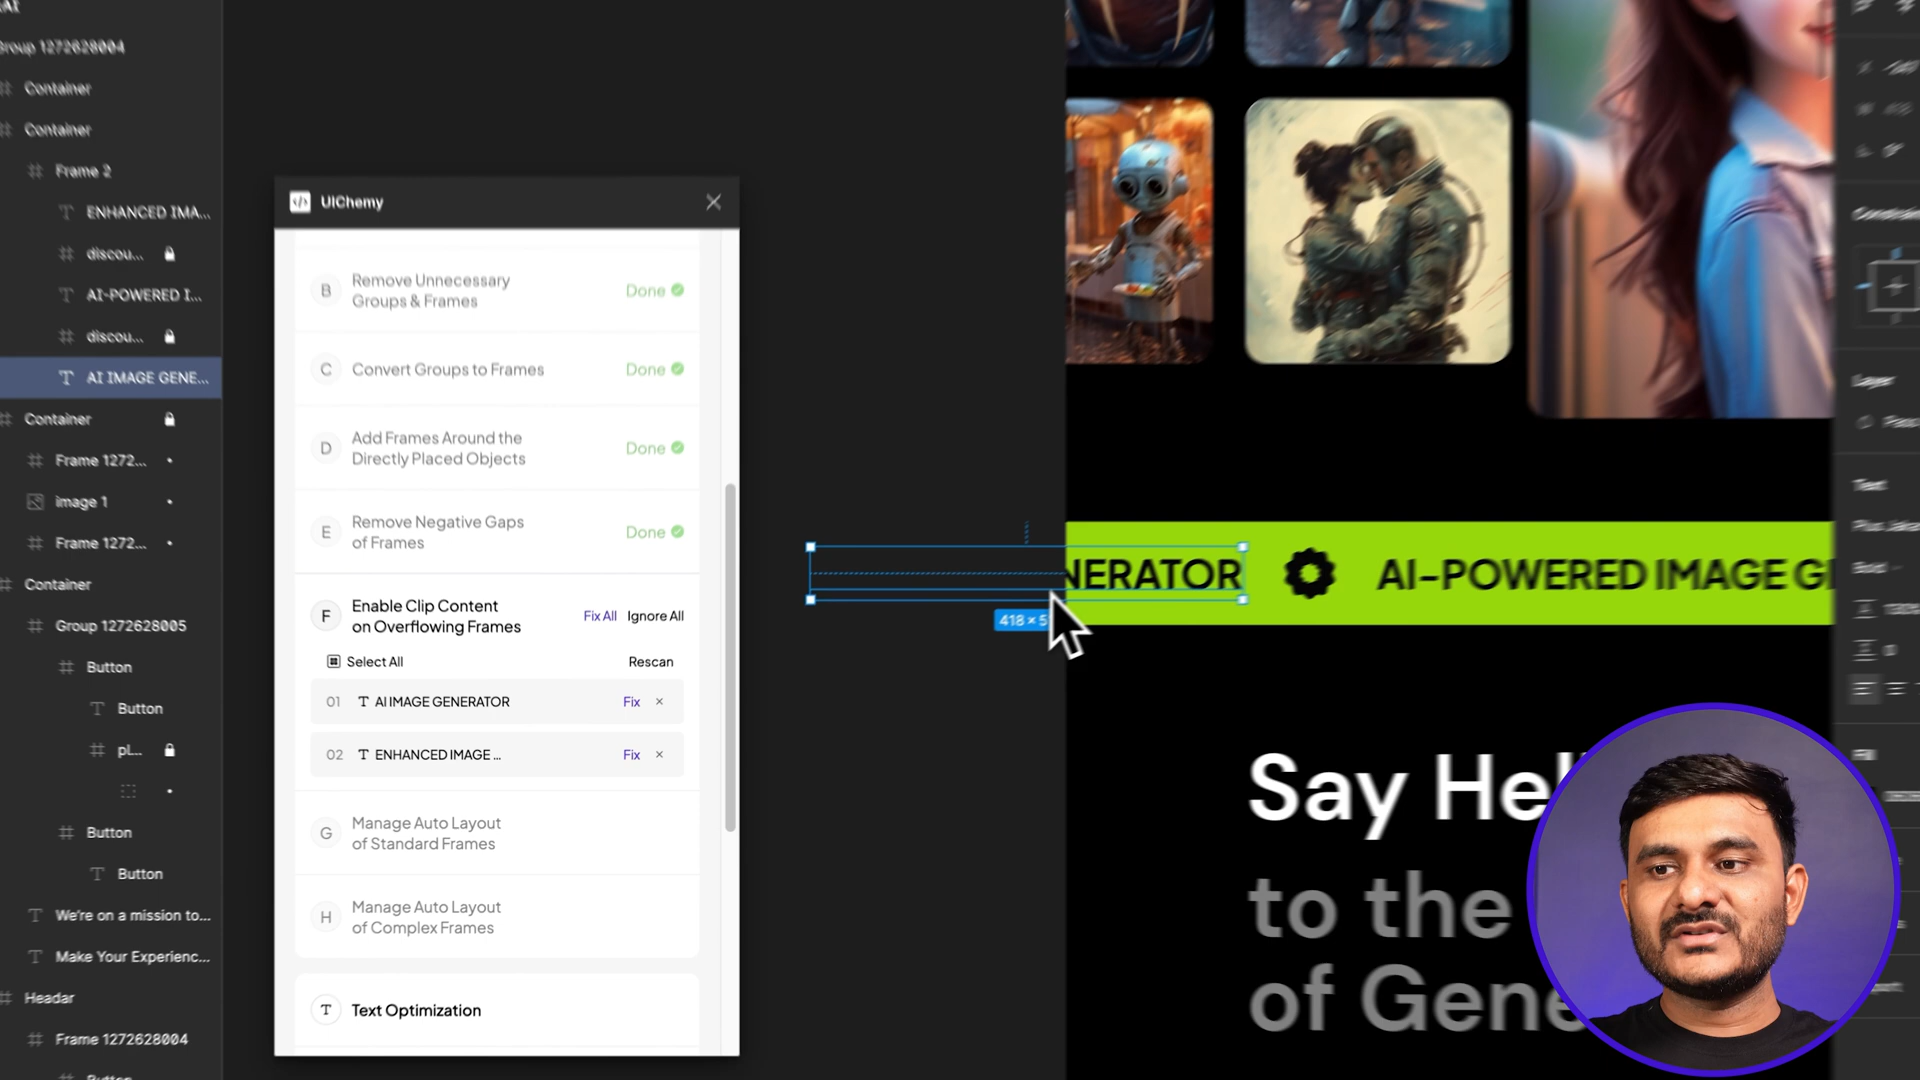 Group 1272628004
Container
Container
Frame 2
ENHANCED IMA...
discou...
AI-POWERED I...
discou...
AI IMAGE GENE...
Container
Frame 1272...
image 1
Frame 1272...
Container
Group 1272628005
Button
Button
pl...
Button
Button
We're on a mission to...
Make Your Experienc...
Headar
Frame 1272628004
UIChemy
B
Remove Unnecessary
Groups & Frames
Done
C
Convert Groups to Frames
Done
D
Add Frames Around the
Directly Placed Objects
Done
E
Remove Negative Gaps
of Frames
Done
F
Enable Clip Content
on Overflowing Frames
Fix All Ignore All
Select All
Rescan
01 T AI IMAGE GENERATOR Fix ×
02 T ENHANCED IMAGE ... Fix ×
G
Manage Auto Layout
of Standard Frames
H
Manage Auto Layout
of Complex Frames
T Text Optimization
NERATOR AI-POWERED IMAGE G
418 × 5
Say Hel
to the
of Gene
Layer
Text